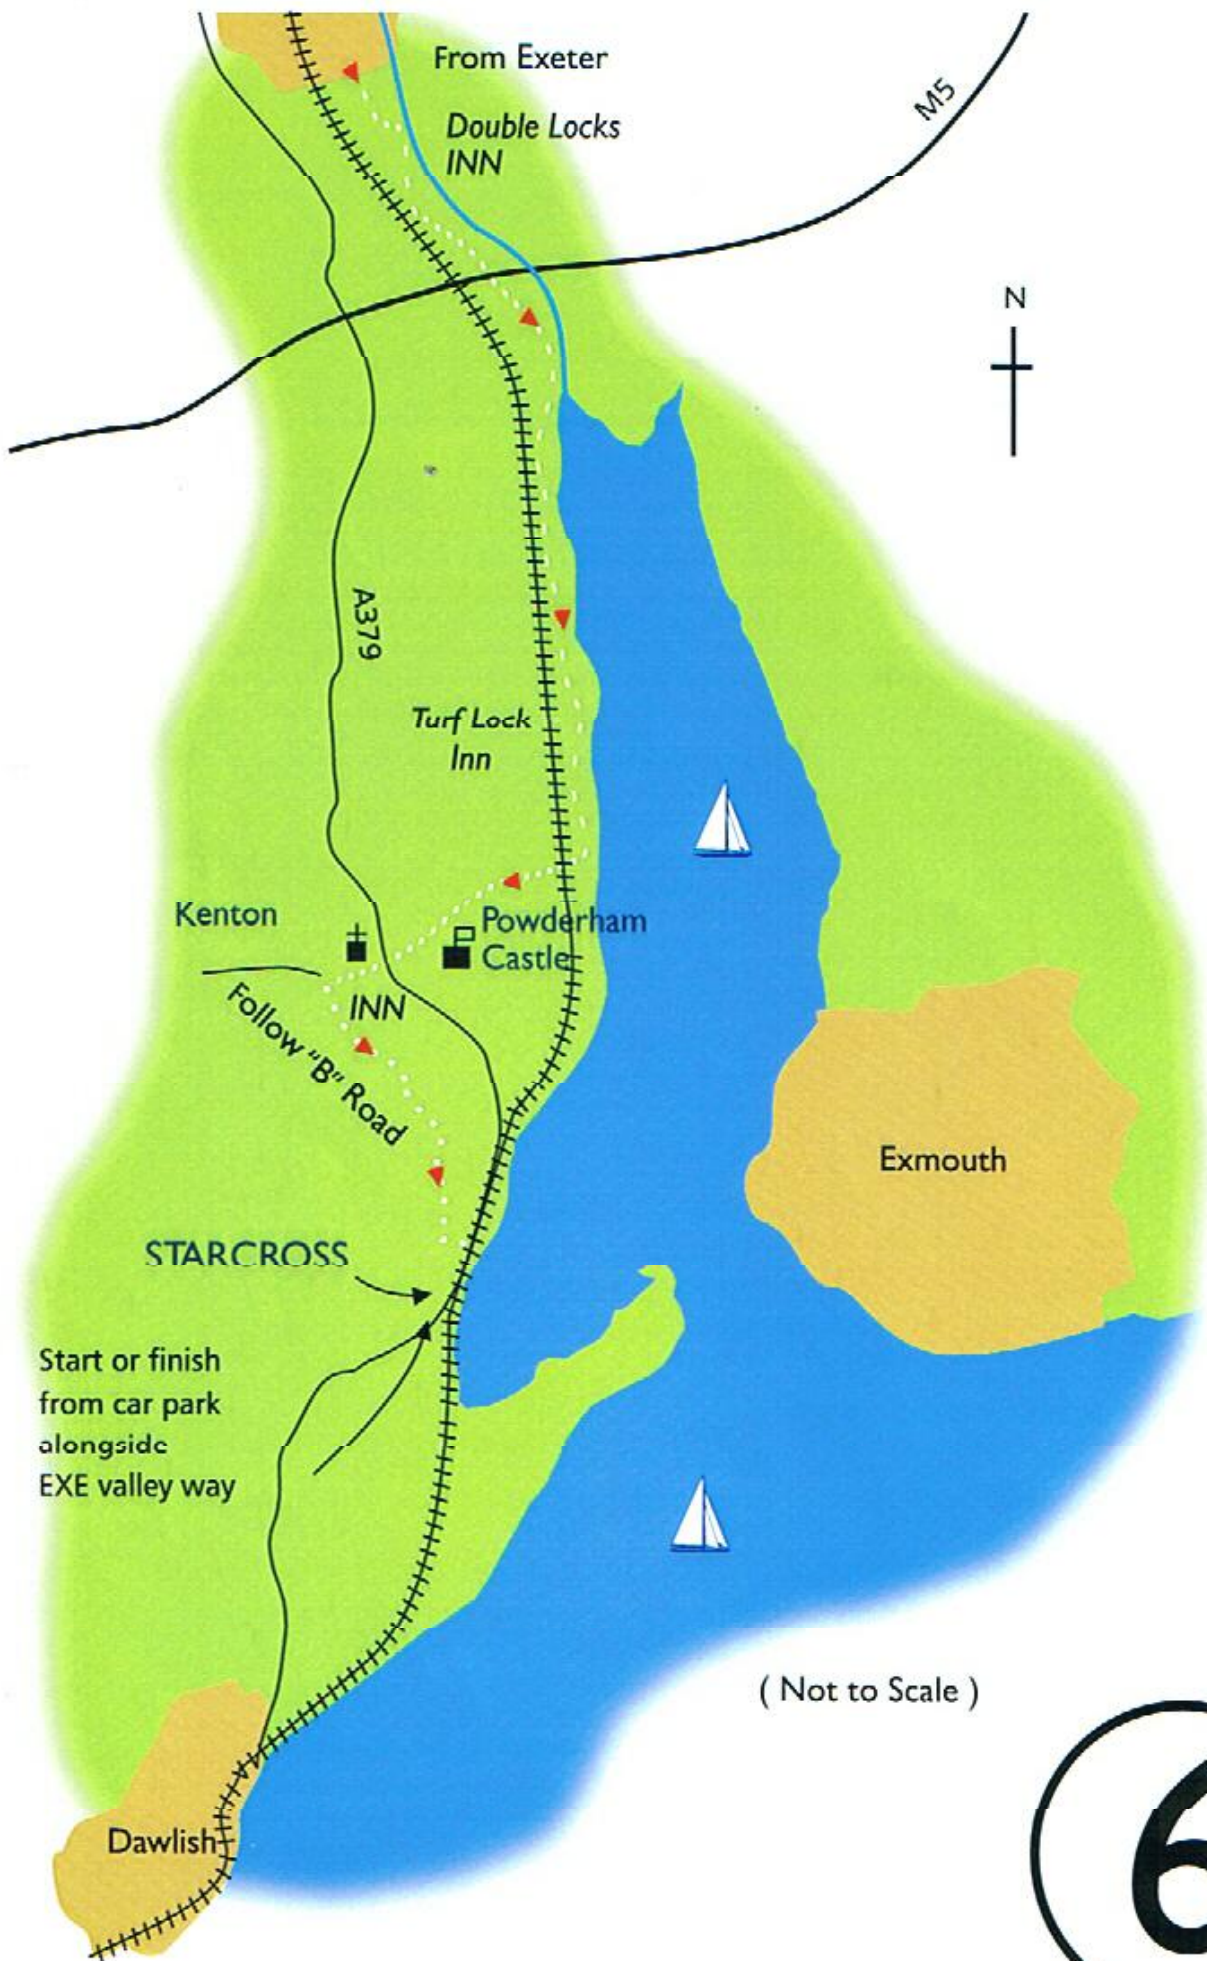 From Exeter
Double Locks
INN
M5
N
A379
Turf Lock
Inn
Kenton
Powderham
Castle
INN
Follow "B" Road
Exmouth
STARCROSS
Start or finish
from car park
alongside
EXE valley way
( Not to Scale )
Dawlish
6